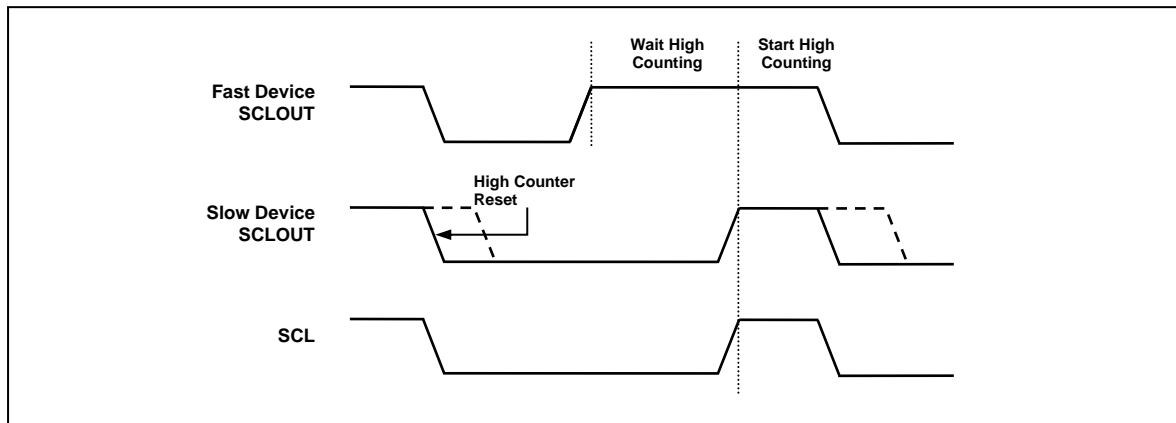 Wait High
Counting
Start High
Counting
Fast Device
SCLOUT
High Counter
Reset
Slow Device
SCLOUT
SCL